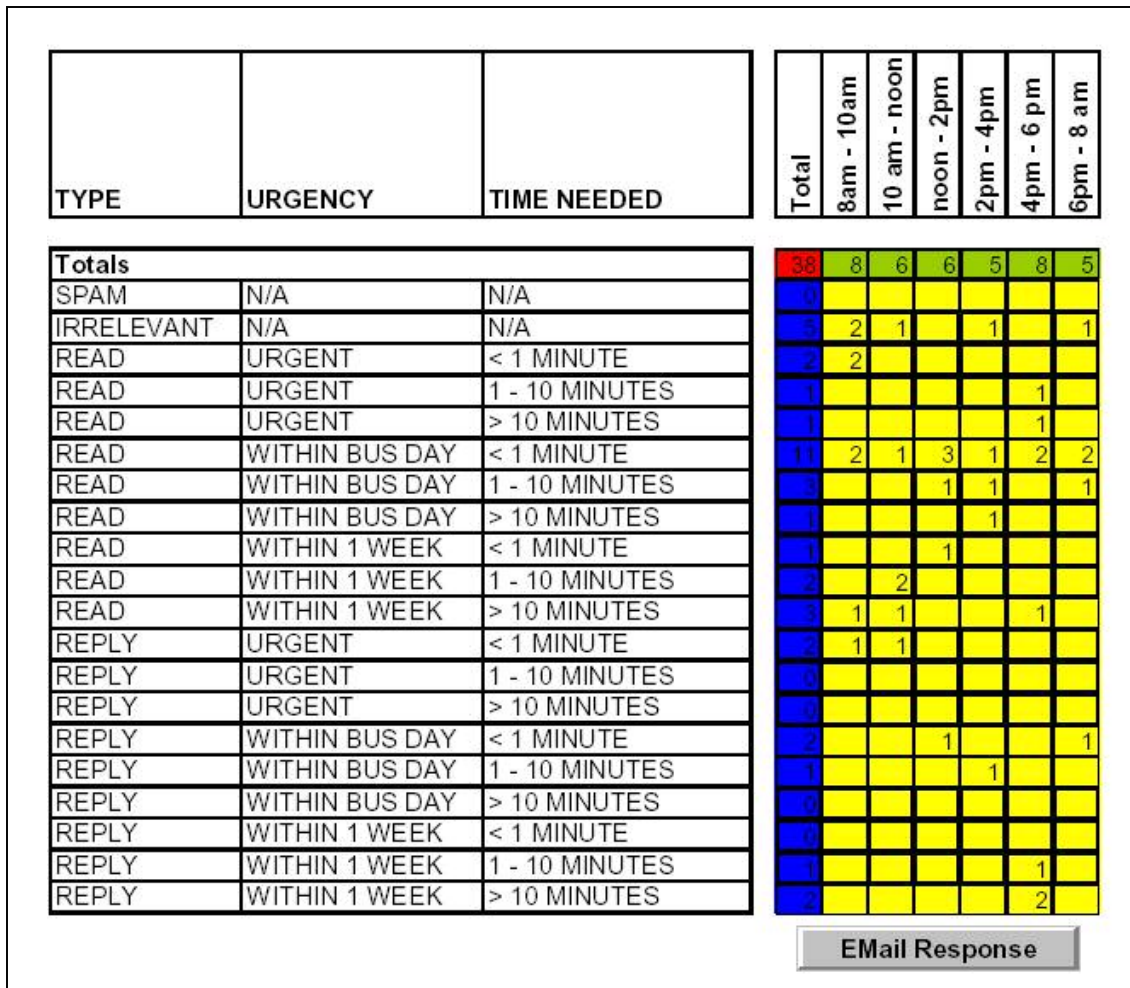 TYPE URGENCY TIME NEEDED Total 8am - 10am 10 am - noon noon - 2pm 2pm - 4pm 4pm - 6 pm 6pm - 8 am
Totals 38 8 6 6 5 8 5
SPAM N/A N/A 0
IRRELEVANT N/A N/A 5 2 1 1 1
READ URGENT < 1 MINUTE 2 2
READ URGENT 1 - 10 MINUTES 1 1
READ URGENT > 10 MINUTES 1 1
READ WITHIN BUS DAY < 1 MINUTE 11 2 1 3 1 2 2
READ WITHIN BUS DAY 1 - 10 MINUTES 3 1 1 1
READ WITHIN BUS DAY > 10 MINUTES 1 1
READ WITHIN 1 WEEK < 1 MINUTE 1 1
READ WITHIN 1 WEEK 1 - 10 MINUTES 2 2
READ WITHIN 1 WEEK > 10 MINUTES 3 1 1 1
REPLY URGENT < 1 MINUTE 2 1 1
REPLY URGENT 1 - 10 MINUTES 0
REPLY URGENT > 10 MINUTES 0
REPLY WITHIN BUS DAY < 1 MINUTE 2 1 1
REPLY WITHIN BUS DAY 1 - 10 MINUTES 1 1
REPLY WITHIN BUS DAY > 10 MINUTES 0
REPLY WITHIN 1 WEEK < 1 MINUTE 0
REPLY WITHIN 1 WEEK 1 - 10 MINUTES 1 1
REPLY WITHIN 1 WEEK > 10 MINUTES 2 2
EMail Response